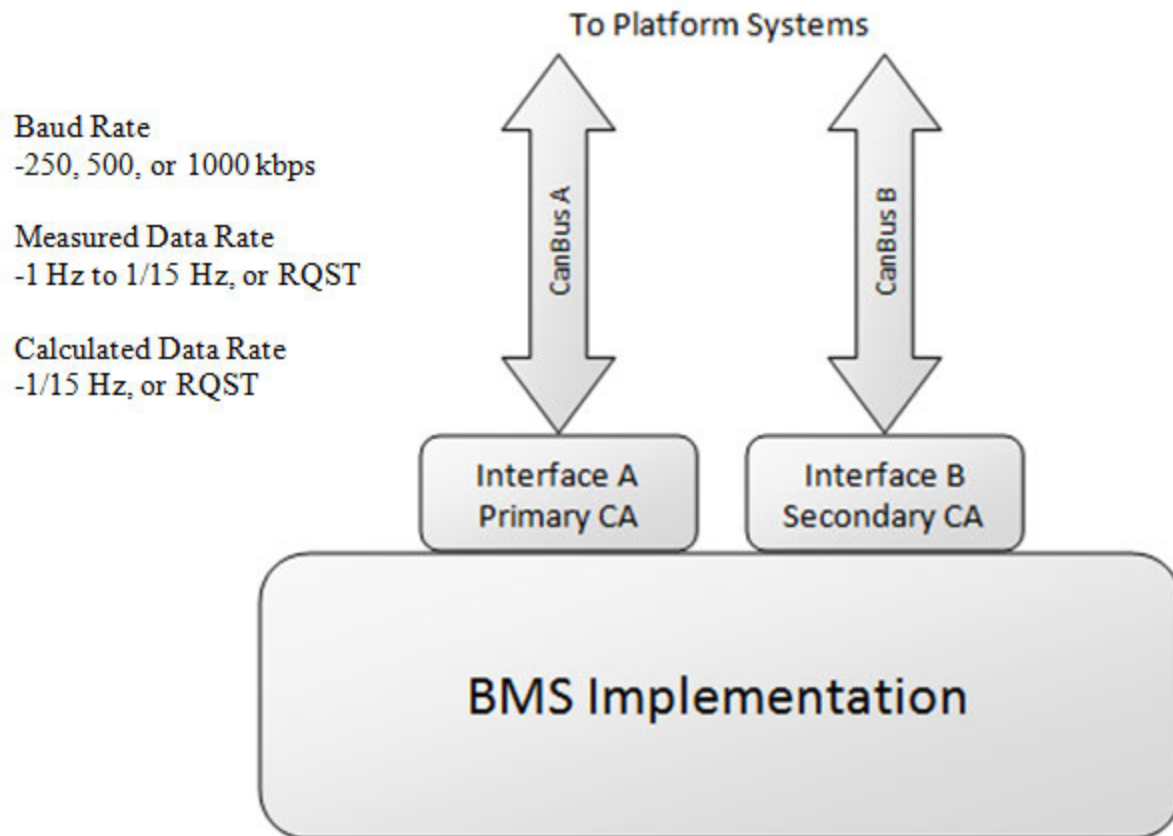 To Platform Systems
Baud Rate
-250, 500, or 1000 kbps
Measured Data Rate
-1 Hz to 1/15 Hz, or RQST
Calculated Data Rate
-1/15 Hz, or RQST
CanBus A
CanBus B
Interface A
Primary CA
Interface B
Secondary CA
BMS Implementation